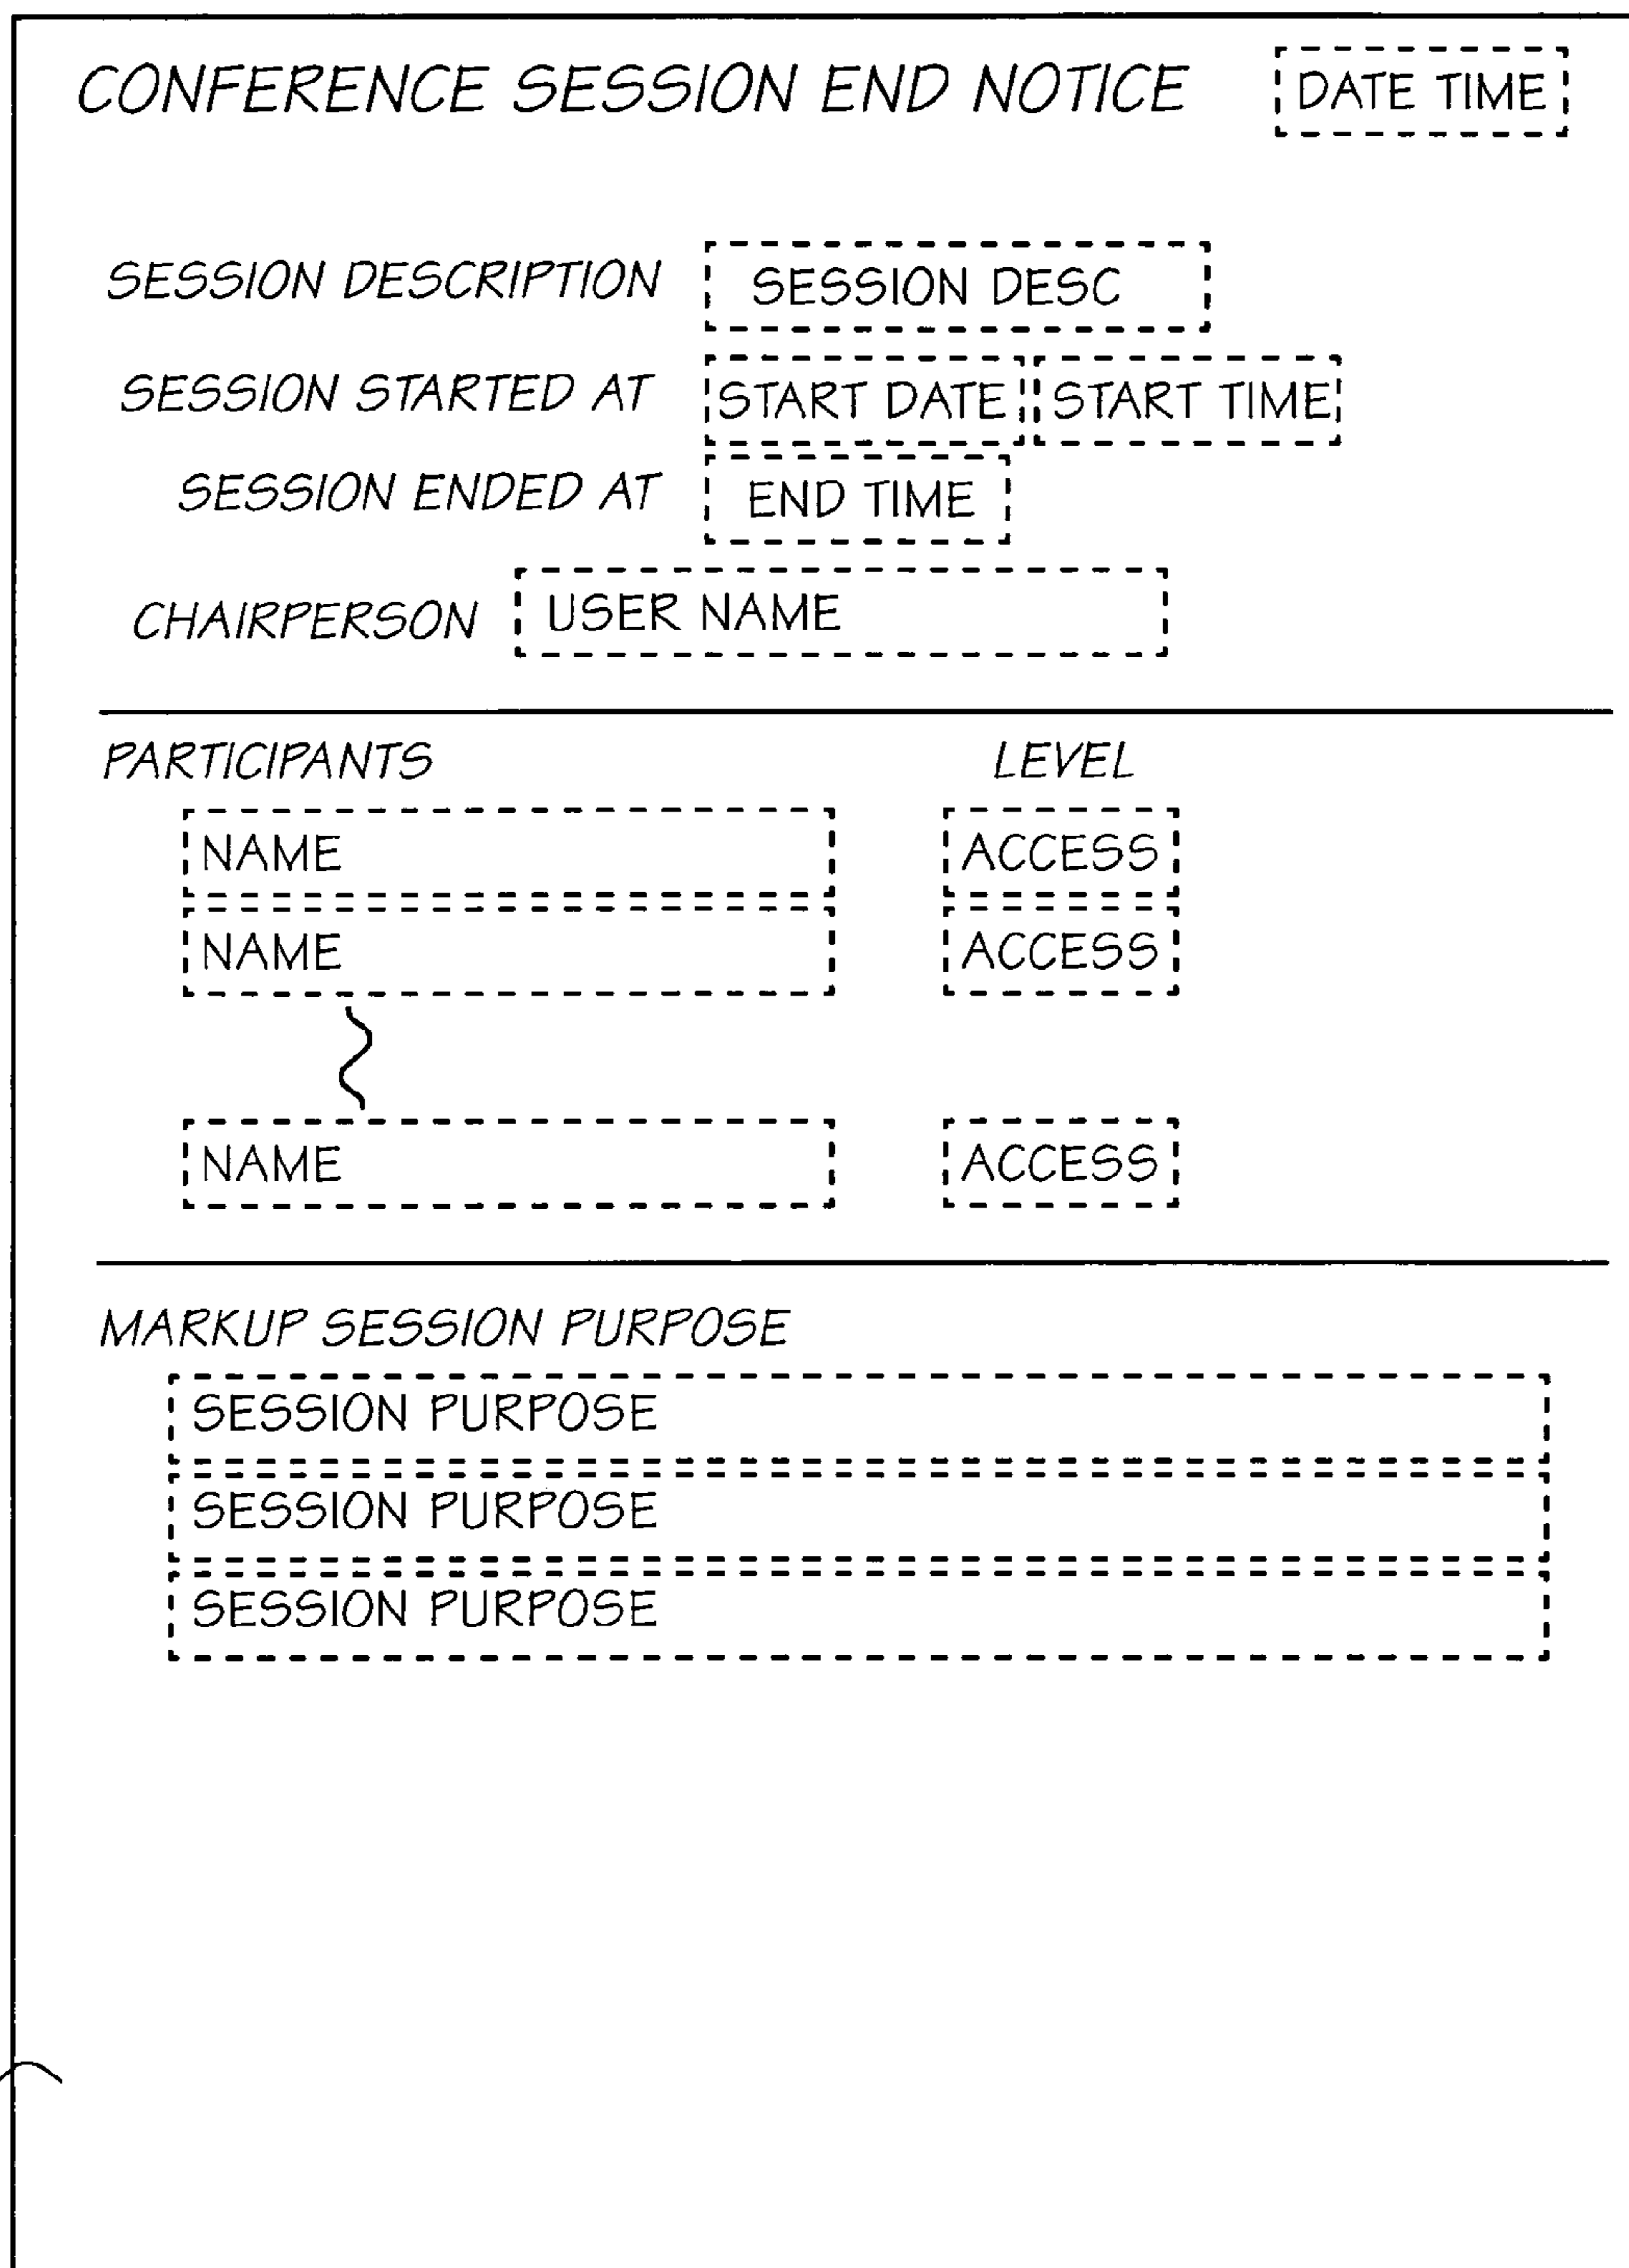 CONFERENCE SESSION END NOTICE DATE TIME
SESSION DESCRIPTION SESSION DESC
SESSION STARTED AT START DATE START TIME
SESSION ENDED AT END TIME
CHAIRPERSON USER NAME
PARTICIPANTS LEVEL
NAME ACCESS
NAME ACCESS
NAME ACCESS
MARKUP SESSION PURPOSE
SESSION PURPOSE
SESSION PURPOSE
SESSION PURPOSE